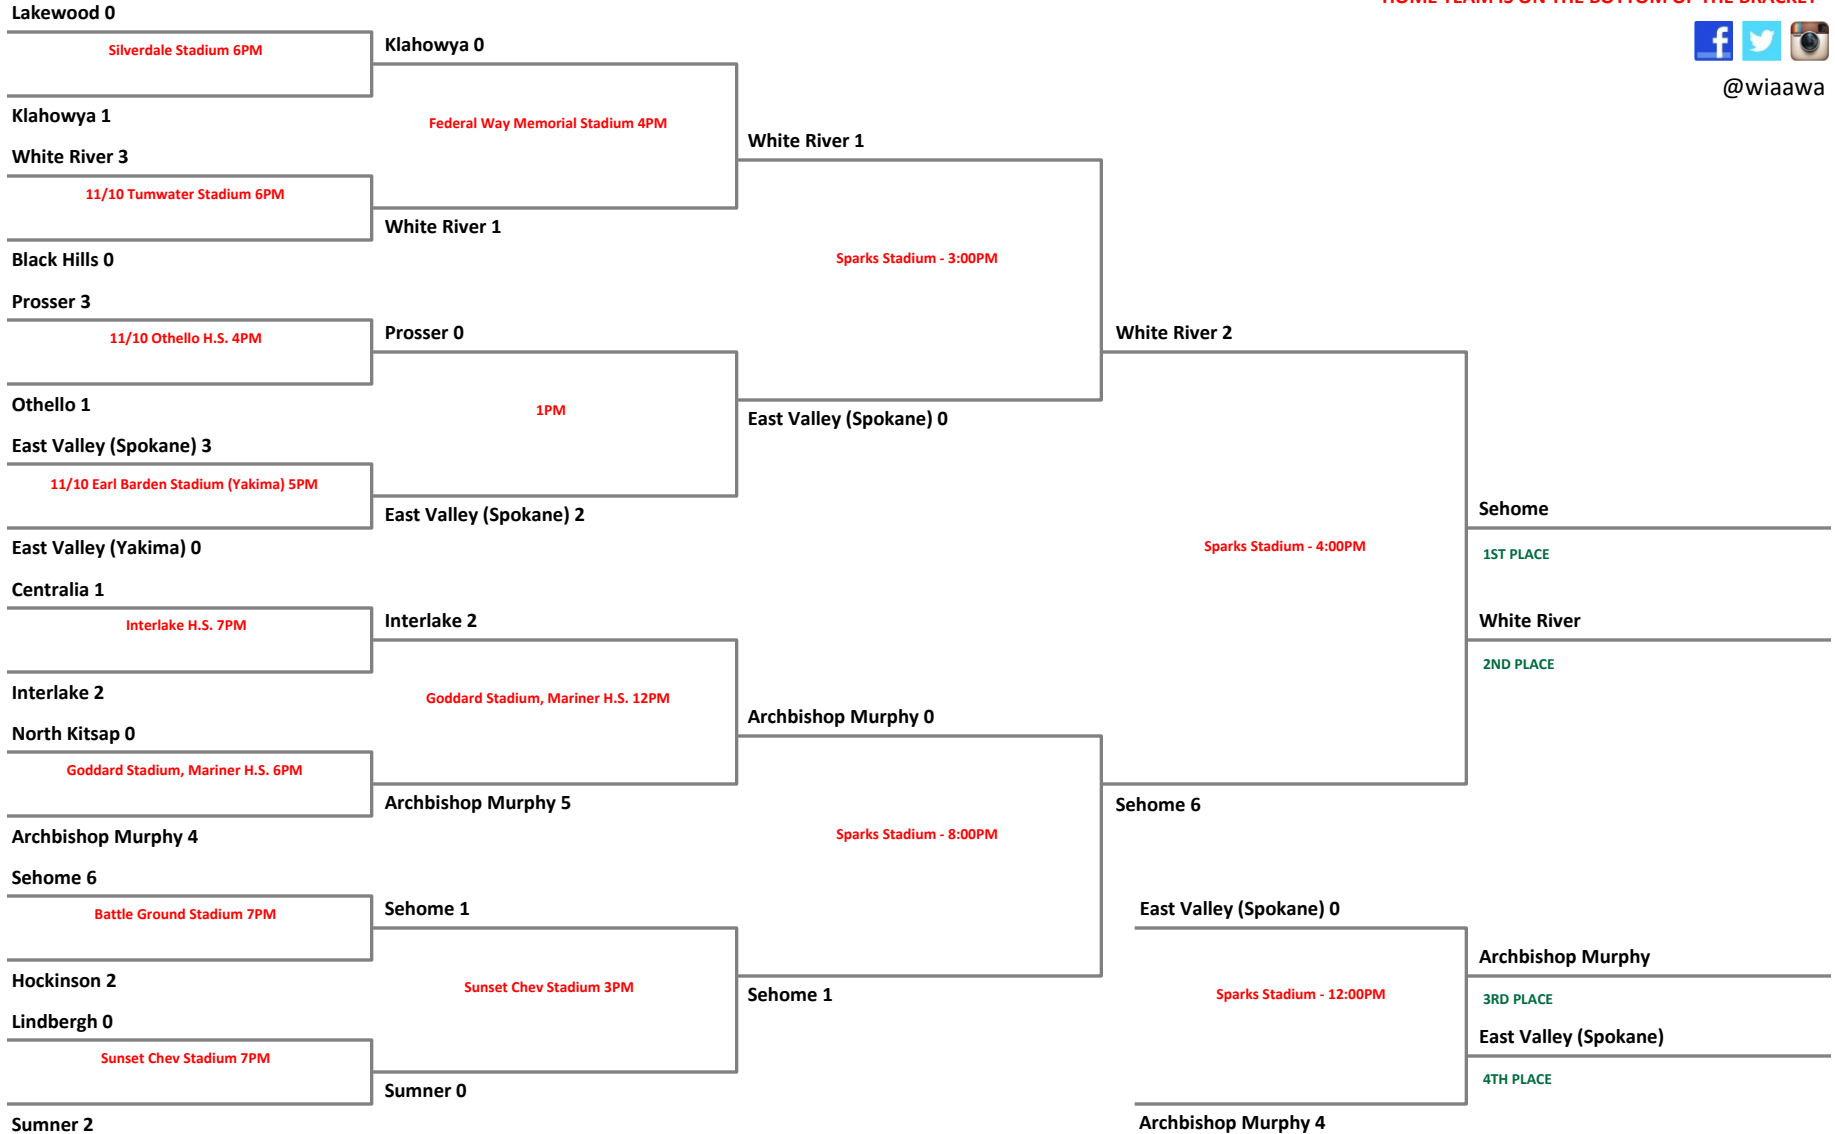 HOME TEAM IS ON THE BOTTOM OF THE BRACKET
@wiaawa
Lakewood 0
Silverdale Stadium 6PM
Klahowya 1
White River 3
11/10 Tumwater Stadium 6PM
Black Hills 0
Prosser 3
11/10 Othello H.S. 4PM
Othello 1
East Valley (Spokane) 3
11/10 Earl Barden Stadium (Yakima) 5PM
East Valley (Yakima) 0
Centralia 1
Interlake H.S. 7PM
Interlake 2
North Kitsap 0
Goddard Stadium, Mariner H.S. 6PM
Archbishop Murphy 4
Sehome 6
Battle Ground Stadium 7PM
Hockinson 2
Lindbergh 0
Sunset Chev Stadium 7PM
Sumner 2
Klahowya 0
Federal Way Memorial Stadium 4PM
White River 1
Prosser 0
1PM
East Valley (Spokane) 2
Interlake 2
Goddard Stadium, Mariner H.S. 12PM
Archbishop Murphy 5
Sehome 1
Sunset Chev Stadium 3PM
Sumner 0
White River 1
Sparks Stadium - 3:00PM
East Valley (Spokane) 0
Archbishop Murphy 0
Sparks Stadium - 8:00PM
Sehome 1
White River 2
Sparks Stadium - 4:00PM
Sehome 6
East Valley (Spokane) 0
Sparks Stadium - 12:00PM
Archbishop Murphy 4
Sehome
1ST PLACE
White River
2ND PLACE
Archbishop Murphy
3RD PLACE
East Valley (Spokane)
4TH PLACE